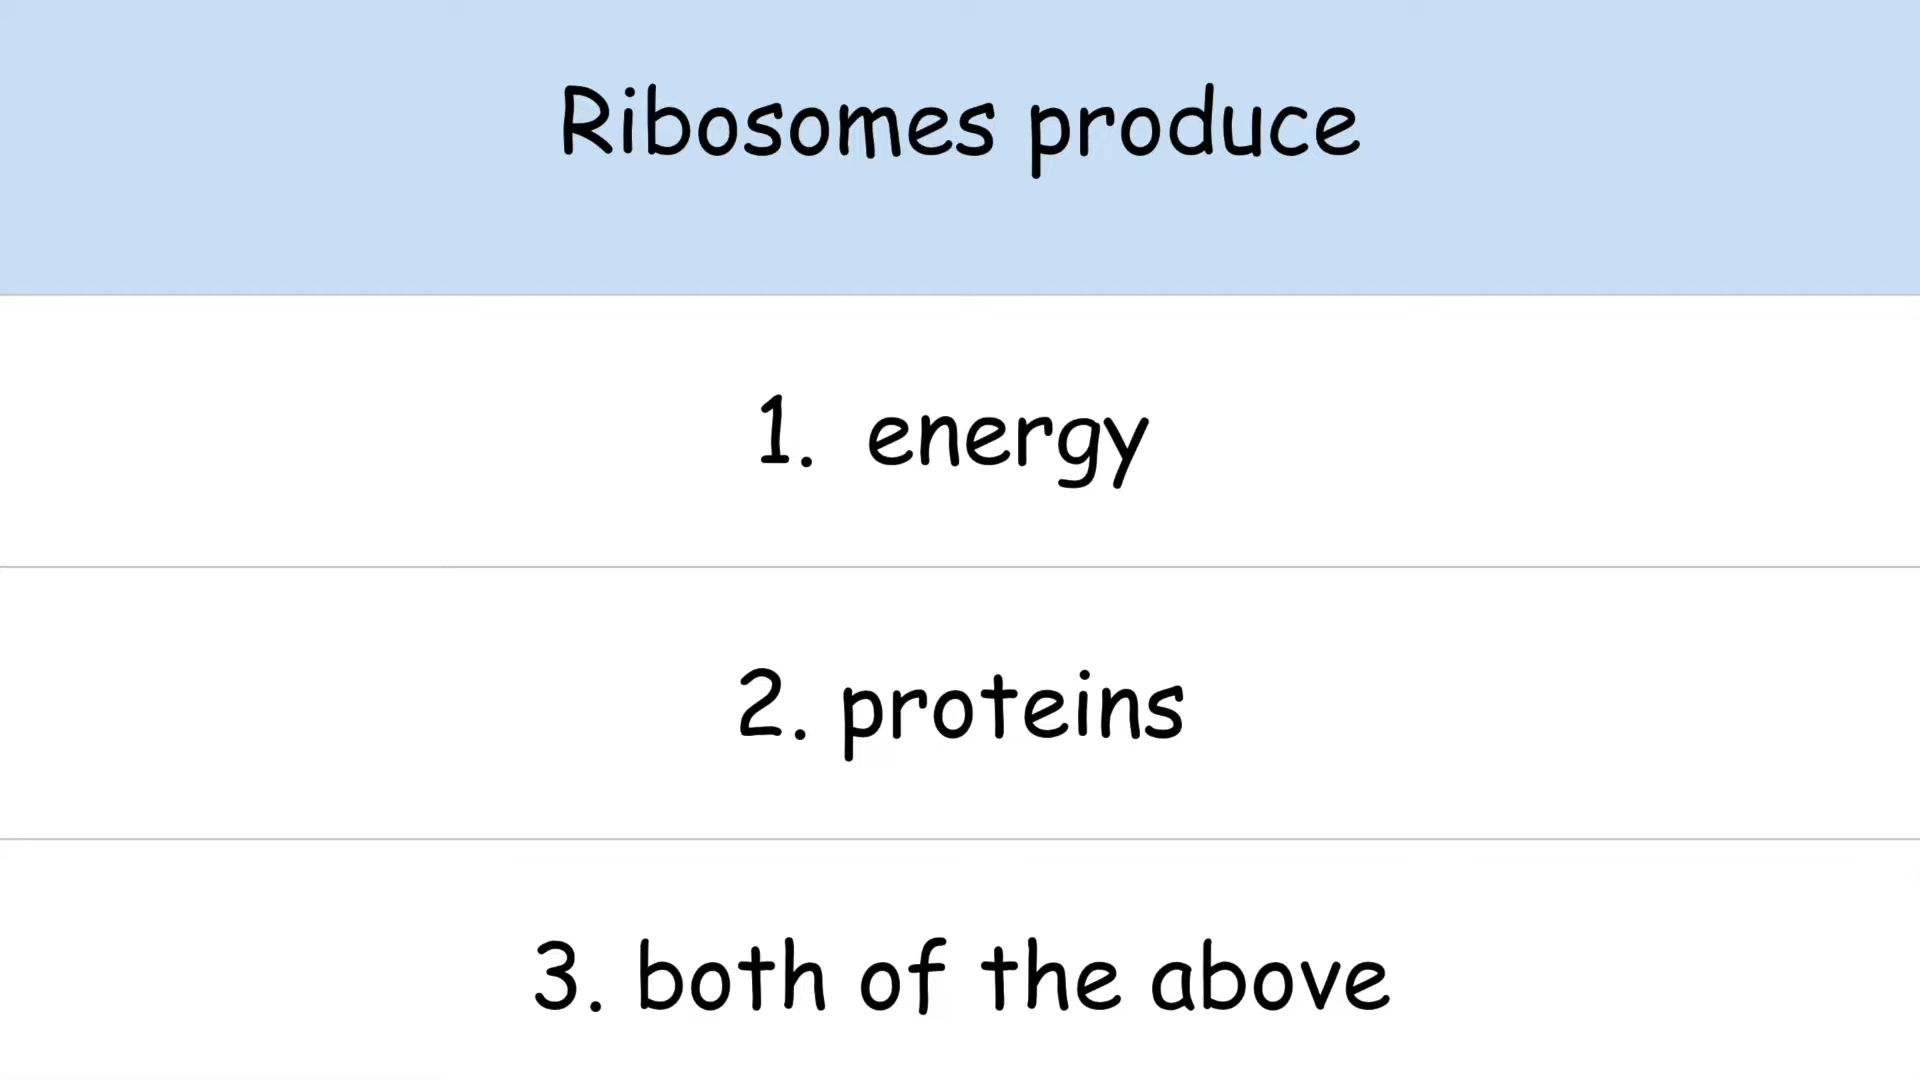 Ribosomes produce
1. energy
2. proteins
3. both of the above